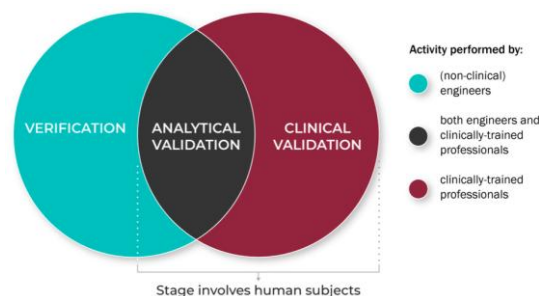 Activity performed by:
(non-clinical)
engineers
VERIFICATION
ANALYTICAL
VALIDATION
CLINICAL
VALIDATION
both engineers and
clinically-trained
professionals
clinically-trained
professionals
Stage involves human subjects